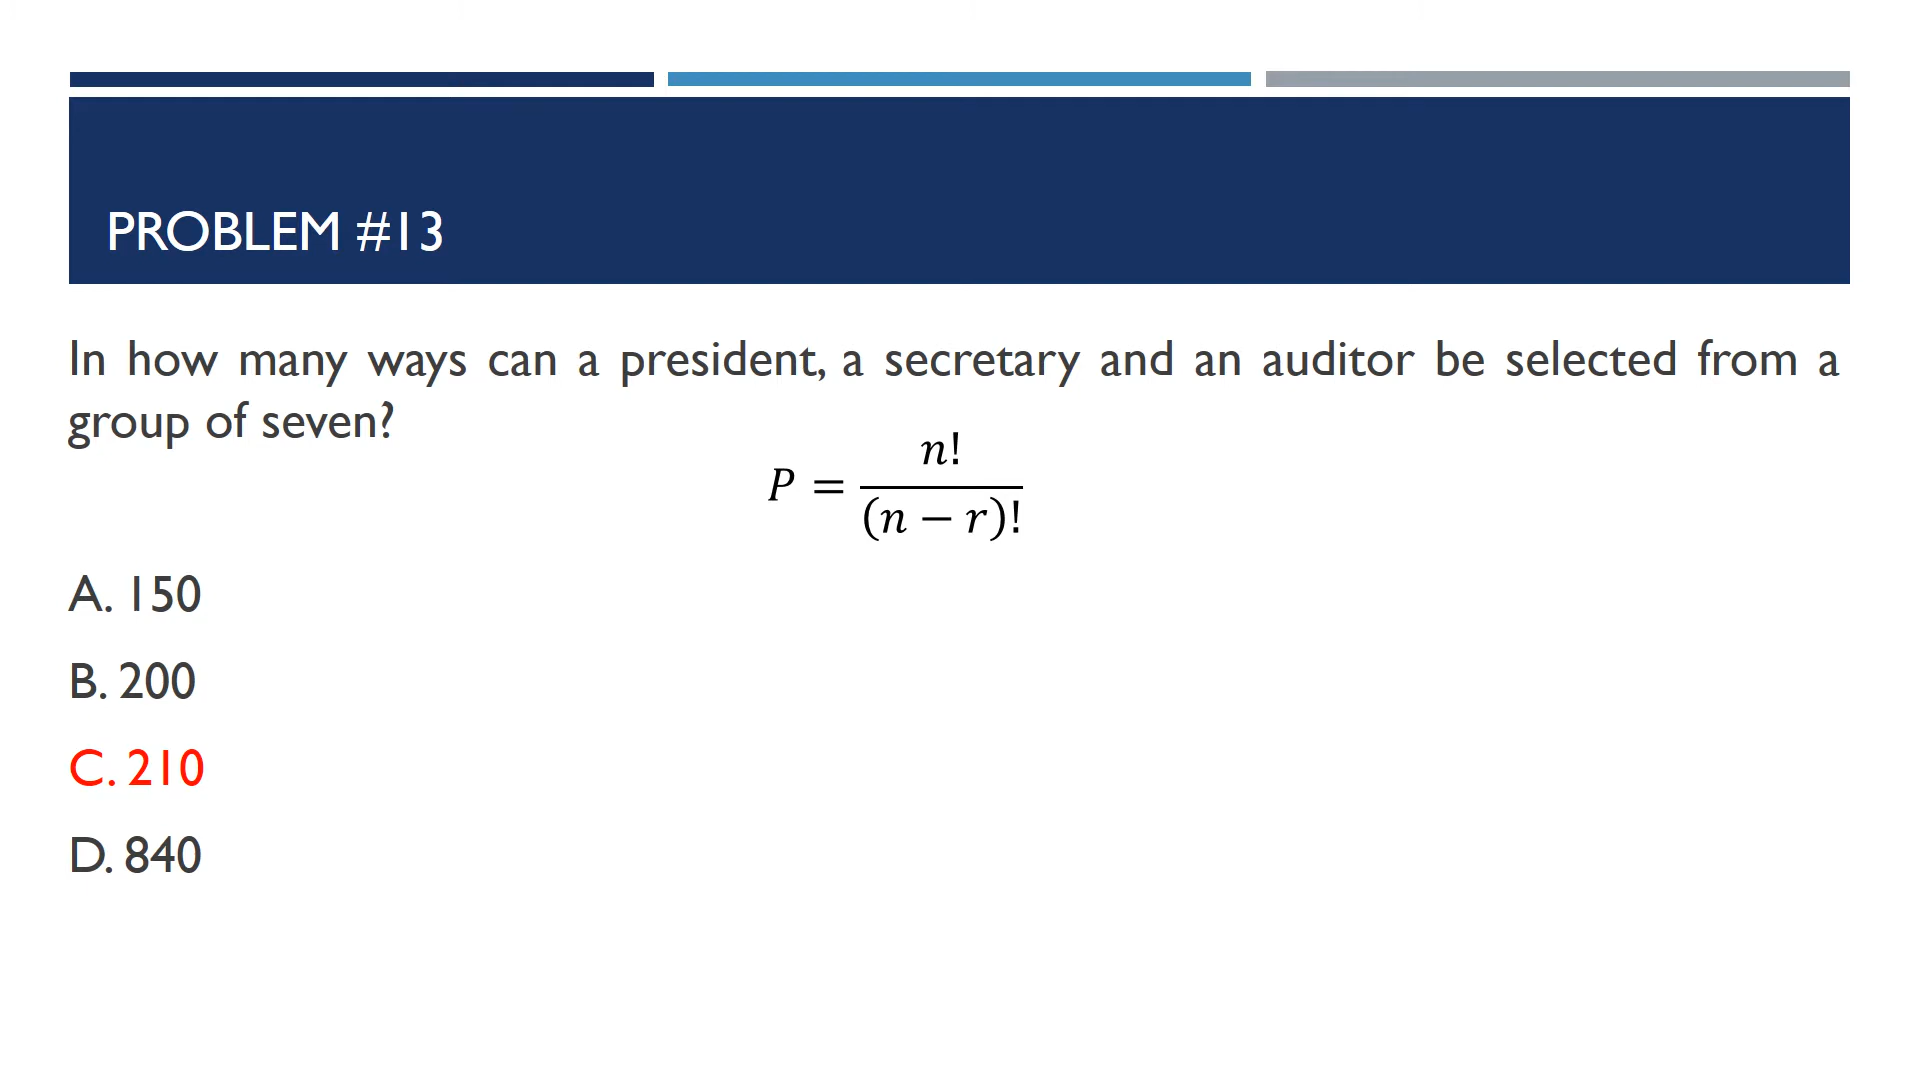 PROBLEM #13
In how many ways can a president, a secretary and an auditor be selected from a
group of seven?
P = n! / (n − r)!
A. 150
B. 200
C. 210
D. 840